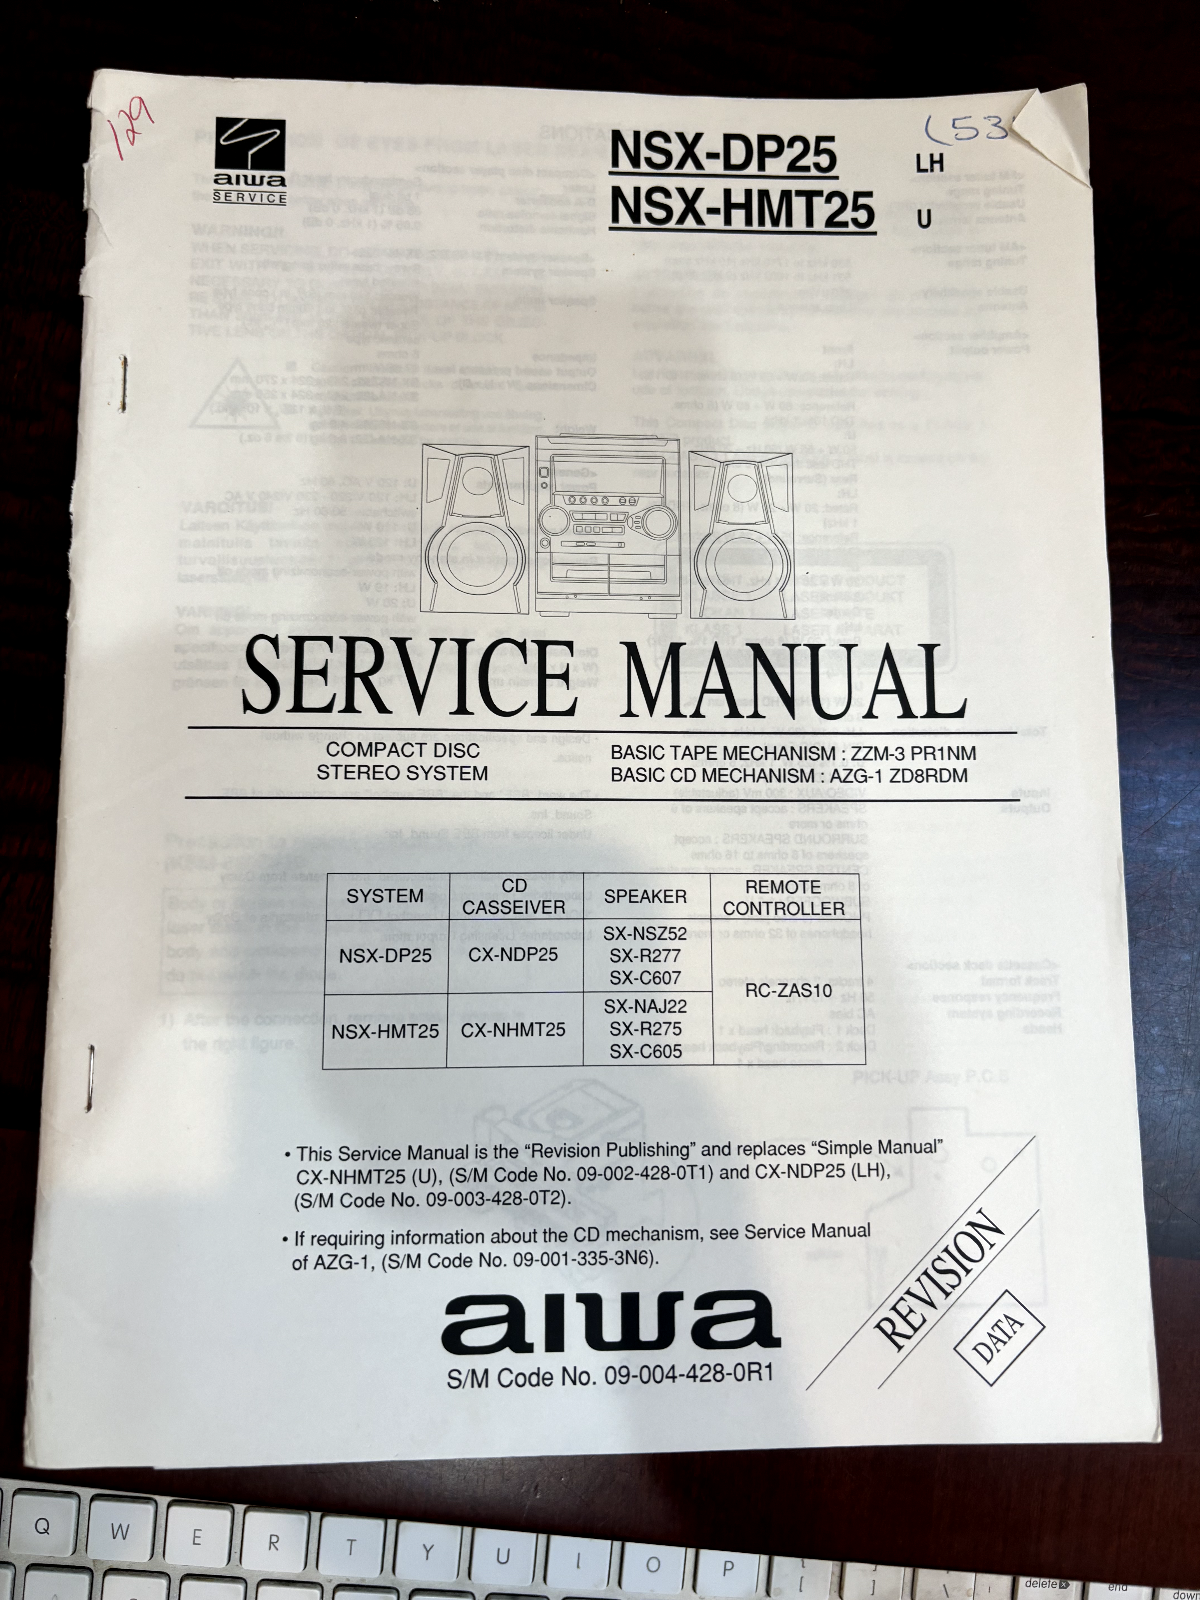 129
(53
aiwa
SERVICE
NSX-DP25 LH
NSX-HMT25 U
SERVICE MANUAL
COMPACT DISC
STEREO SYSTEM
BASIC TAPE MECHANISM : ZZM-3 PR1NM
BASIC CD MECHANISM : AZG-1 ZD8RDM
SYSTEM
CD
CASSEIVER
SPEAKER
REMOTE
CONTROLLER
NSX-DP25
CX-NDP25
SX-NSZ52
SX-R277
SX-C607
RC-ZAS10
NSX-HMT25
CX-NHMT25
SX-NAJ22
SX-R275
SX-C605
• This Service Manual is the “Revision Publishing” and replaces “Simple Manual”
CX-NHMT25 (U), (S/M Code No. 09-002-428-0T1) and CX-NDP25 (LH),
(S/M Code No. 09-003-428-0T2).
• If requiring information about the CD mechanism, see Service Manual
of AZG-1, (S/M Code No. 09-001-335-3N6).
REVISION
DATA
aiwa
S/M Code No. 09-004-428-0R1
Q W E R T Y U I O P [ ] \ delete end
down